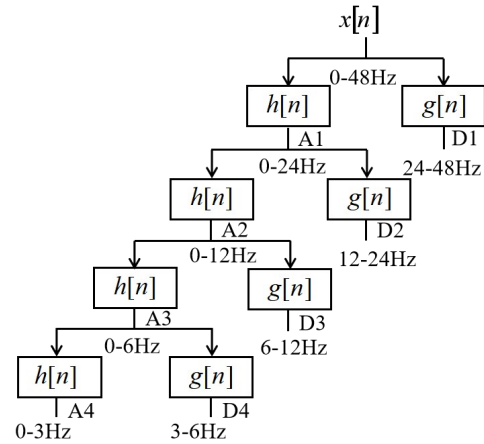 x[n]
0-48Hz
h[n]
g[n]
A1
D1
0-24Hz
24-48Hz
h[n]
g[n]
A2
D2
0-12Hz
12-24Hz
h[n]
g[n]
A3
D3
0-6Hz
6-12Hz
h[n]
g[n]
A4
D4
0-3Hz
3-6Hz